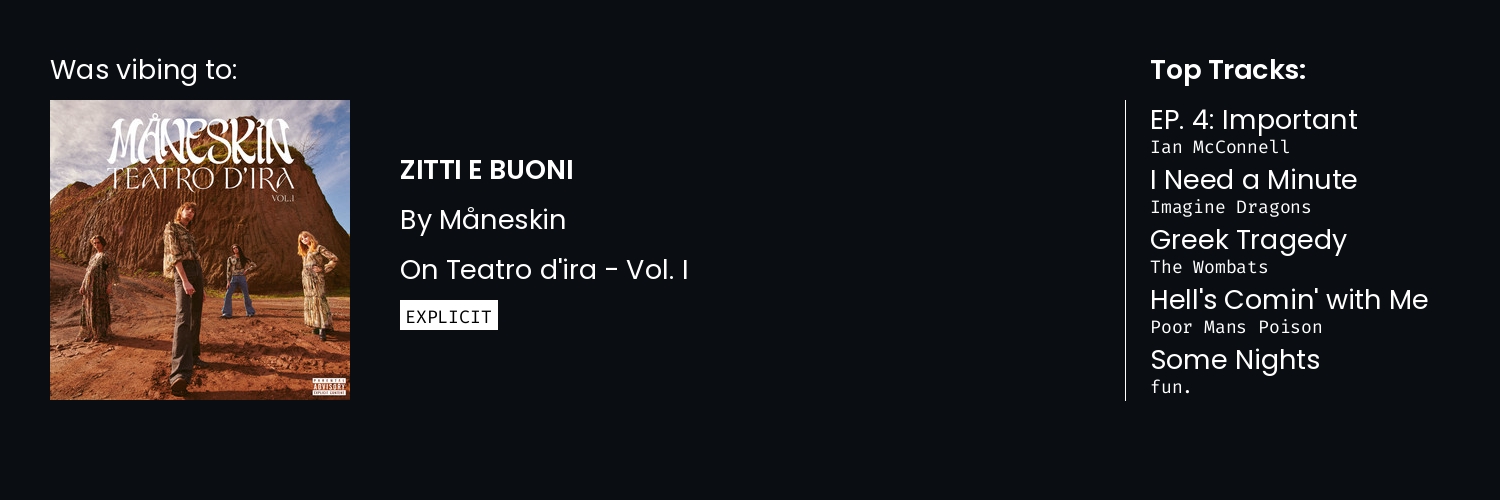 Was vibing to:
MÅNESKIN
TEATRO D'IRA
VOL.I
PARENTAL
ADVISORY
EXPLICIT CONTENT
ZITTI E BUONI
By Måneskin
On Teatro d'ira - Vol. I
EXPLICIT
Top Tracks:
EP. 4: Important
Ian McConnell
I Need a Minute
Imagine Dragons
Greek Tragedy
The Wombats
Hell's Comin' with Me
Poor Mans Poison
Some Nights
fun.